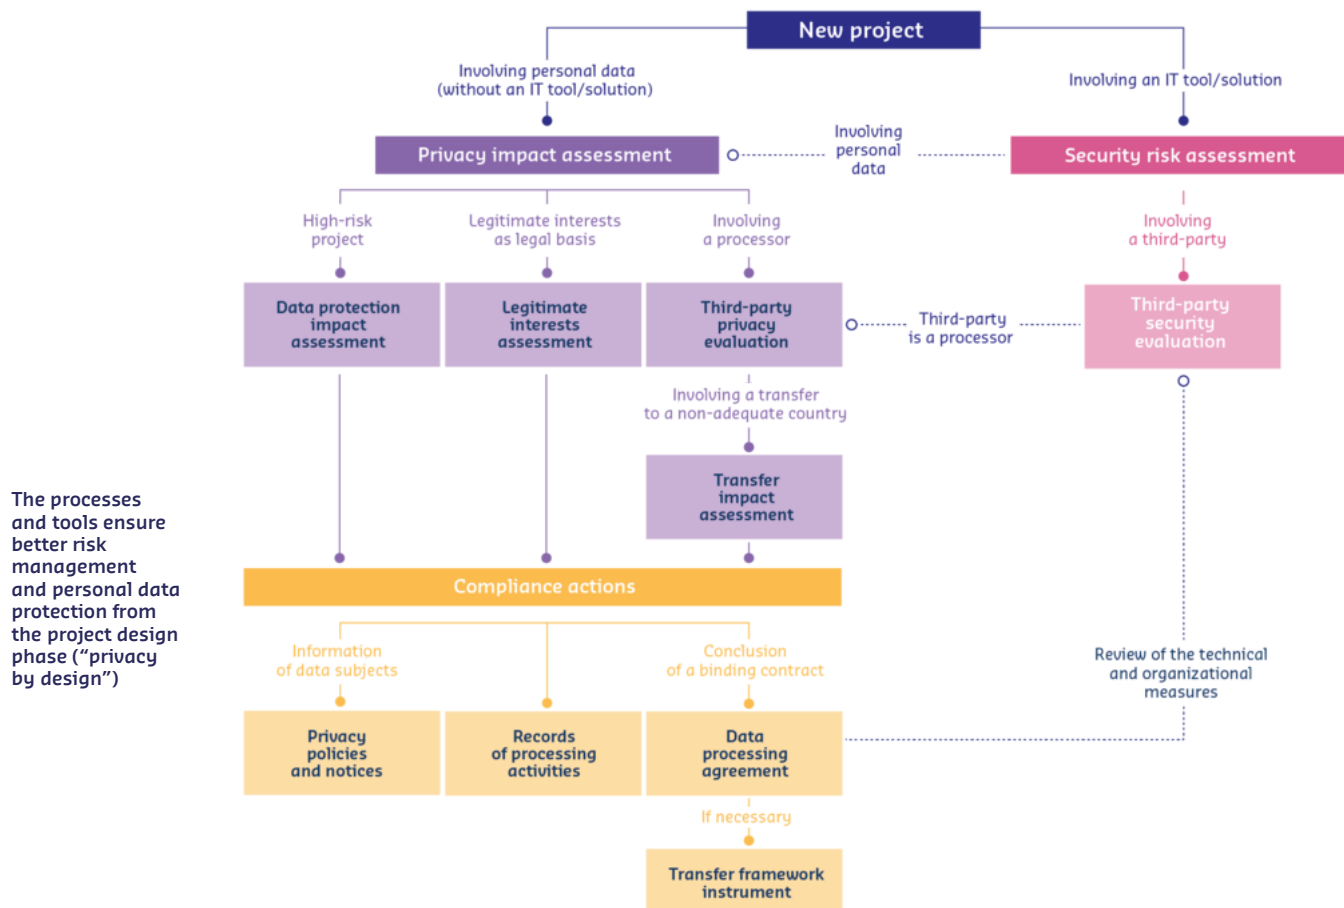 New project
Involving personal data
(without an IT tool/solution)
Involving an IT tool/solution
Privacy impact assessment
Involving
personal
data
Security risk assessment
High-risk
project
Legitimate interests
as legal basis
Involving
a processor
Involving
a third-party
Data protection
impact
assessment
Legitimate
interests
assessment
Third-party
privacy
evaluation
Third-party
is a processor
Third-party
security
evaluation
Involving a transfer
to a non-adequate country
Transfer
impact
assessment
The processes
and tools ensure
better risk
management
and personal data
protection from
the project design
phase (“privacy
by design”)
Compliance actions
Information
of data subjects
Conclusion
of a binding contract
Review of the technical
and organizational
measures
Privacy
policies
and notices
Records
of processing
activities
Data
processing
agreement
If necessary
Transfer framework
instrument